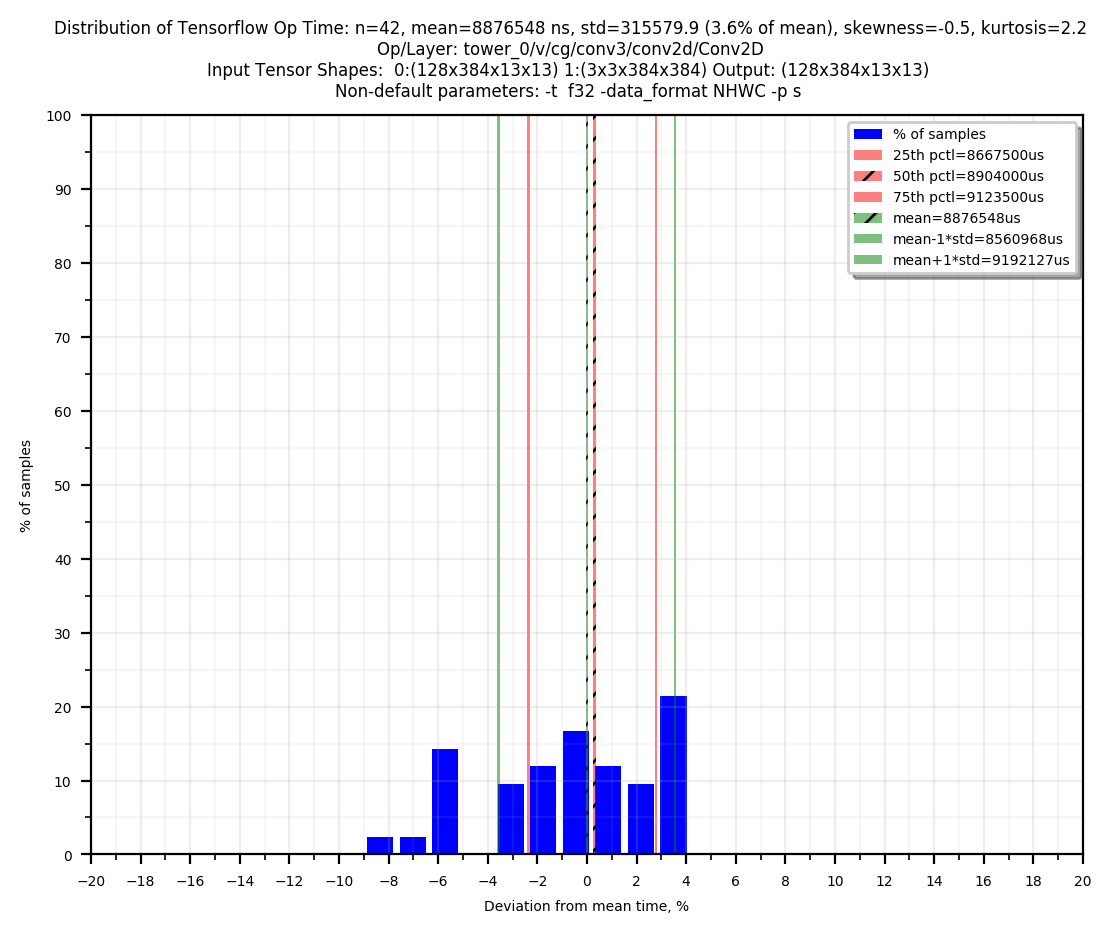 Distribution of Tensorflow Op Time: n=42, mean=8876548 ns, std=315579.9 (3.6% of mean), skewness=-0.5, kurtosis=2.2
Op/Layer: tower_0/v/cg/conv3/conv2d/Conv2D
Input Tensor Shapes:  0:(128x384x13x13) 1:(3x3x384x384) Output: (128x384x13x13)
Non-default parameters: -t  f32 -data_format NHWC -p s
% of samples
25th pctl=8667500us
50th pctl=8904000us
75th pctl=9123500us
mean=8876548us
mean-1*std=8560968us
mean+1*std=9192127us
100
90
80
70
60
50
40
30
20
10
0
% of samples
−20 −18 −16 −14 −12 −10 −8 −6 −4 −2 0 2 4 6 8 10 12 14 16 18 20
Deviation from mean time, %